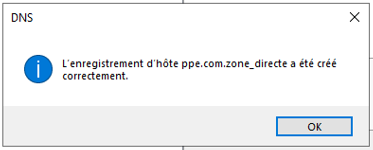 DNS
L'enregistrement d'hôte ppe.com.zone_directe a été créé
correctement.
OK